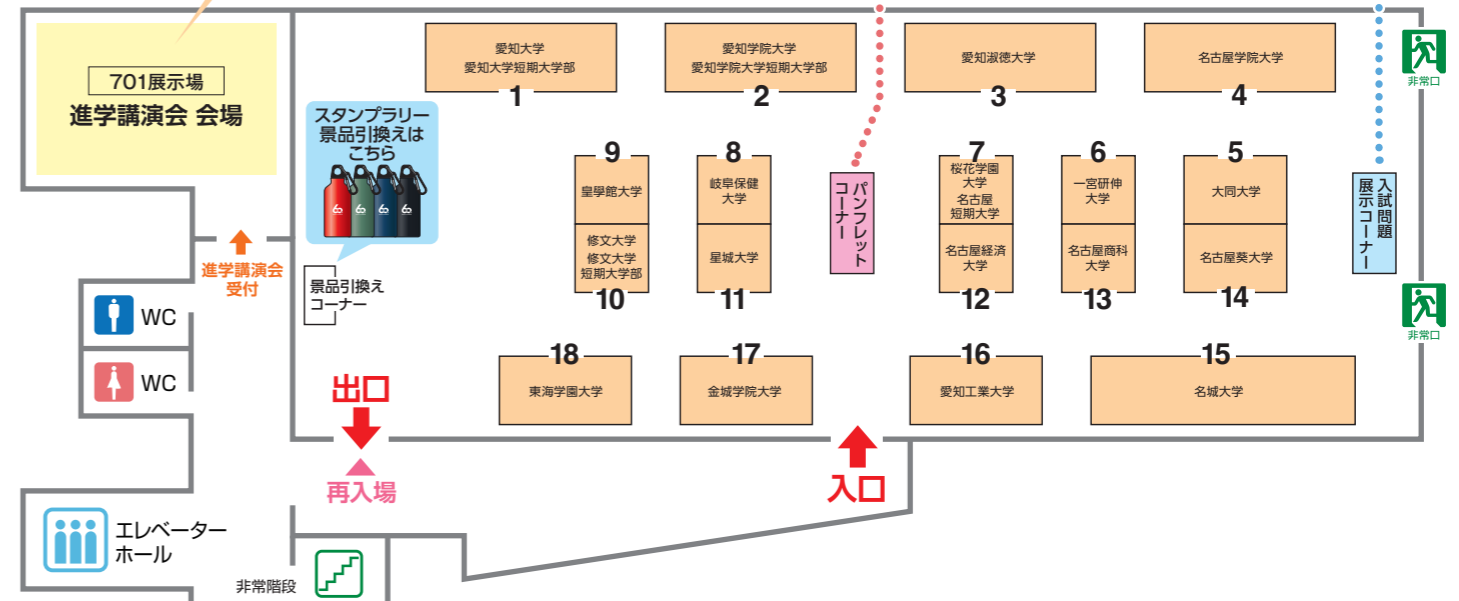 701展示場
進学講演会 会場
スタンプラリー
景品引換えは
こちら
進学講演会
受付
景品引換え
コーナー
WC
WC
エレベーター
ホール
非常階段
出口
再入場
入口
愛知大学
愛知大学短期大学部
1
愛知学院大学
愛知学院大学短期大学部
2
愛知淑徳大学
3
名古屋学院大学
4
非常口
9
皇學館大学
修文大学
修文大学
短期大学部
10
8
岐阜保健
大学
星城大学
11
パンフレット
コーナー
7
桜花学園
大学
名古屋
短期大学
名古屋経済
大学
12
6
一宮研伸
大学
名古屋商科
大学
13
5
大同大学
名古屋葵大学
14
入試問題
展示コーナー
非常口
18
東海学園大学
17
金城学院大学
16
愛知工業大学
15
名城大学